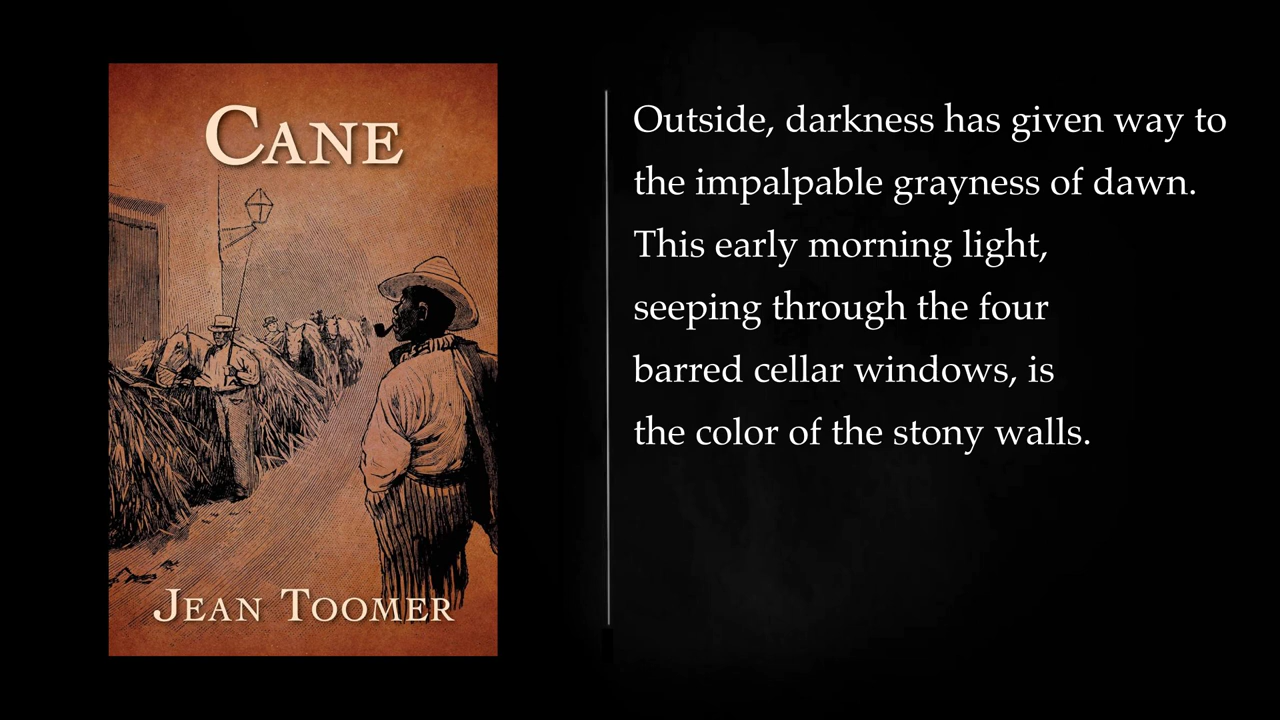 CANE
JEAN TOOMER
Outside, darkness has given way to
the impalpable grayness of dawn.
This early morning light,
seeping through the four
barred cellar windows, is
the color of the stony walls.